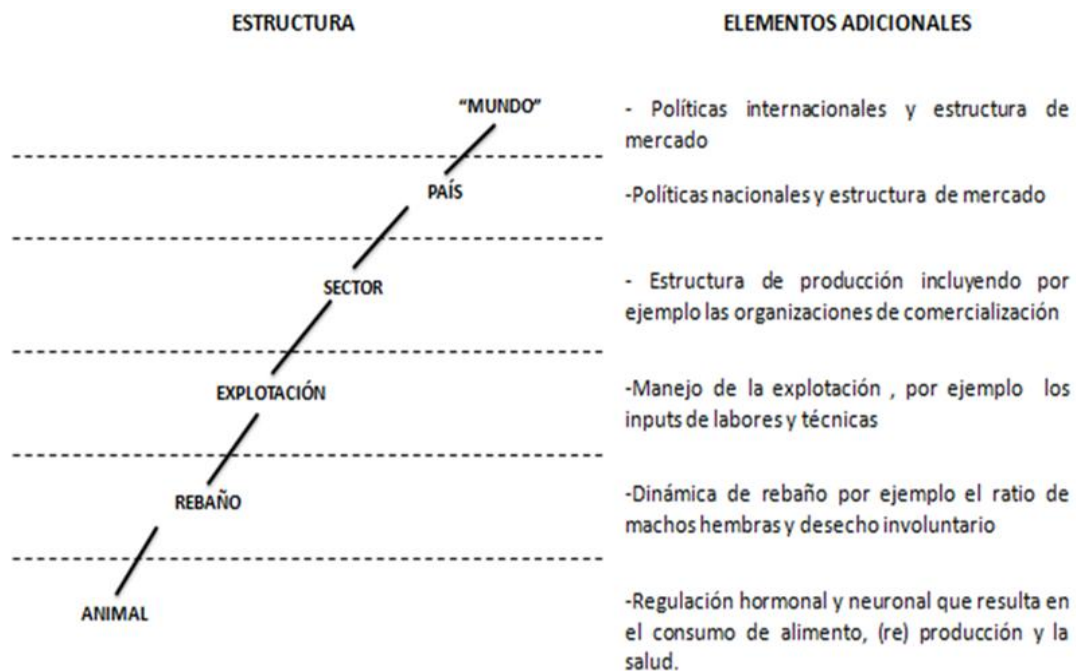 ESTRUCTURA
ELEMENTOS ADICIONALES
“MUNDO”
- Políticas internacionales y estructura de
mercado
PAÍS
-Políticas nacionales y estructura de mercado
SECTOR
- Estructura de producción incluyendo por
ejemplo las organizaciones de comercialización
EXPLOTACIÓN
-Manejo de la explotación , por ejemplo los
inputs de labores y técnicas
REBAÑO
-Dinámica de rebaño por ejemplo el ratio de
machos hembras y desecho involuntario
ANIMAL
-Regulación hormonal y neuronal que resulta en
el consumo de alimento, (re) producción y la
salud.